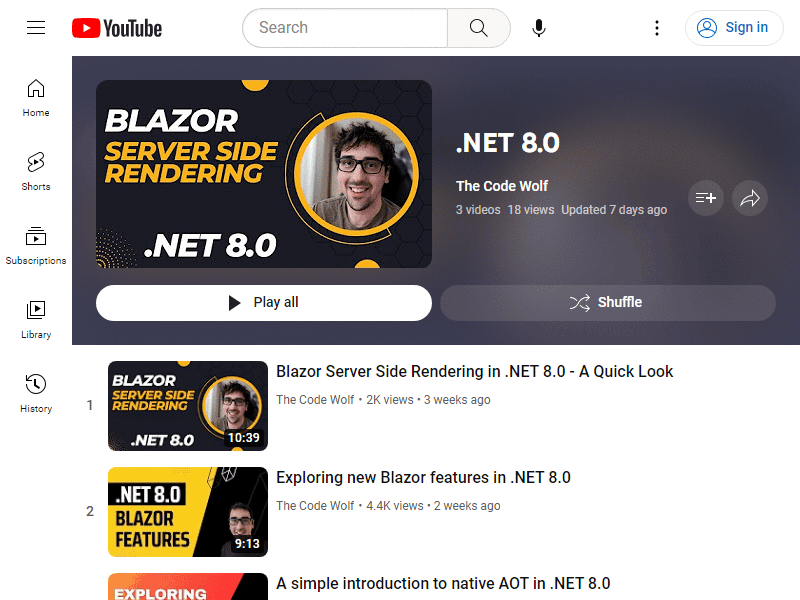 YouTube
Search
Sign in
Home
Shorts
Subscriptions
Library
History
BLAZOR
SERVER SIDE
RENDERING
.NET 8.0
.NET 8.0
The Code Wolf
3 videos 18 views Updated 7 days ago
Play all
Shuffle
1
BLAZOR
SERVER SIDE
RENDERING
.NET 8.0
10:39
Blazor Server Side Rendering in .NET 8.0 - A Quick Look
The Code Wolf • 2K views • 3 weeks ago
2
.NET 8.0
BLAZOR
FEATURES
9:13
Exploring new Blazor features in .NET 8.0
The Code Wolf • 4.4K views • 2 weeks ago
EXPLORING
A simple introduction to native AOT in .NET 8.0